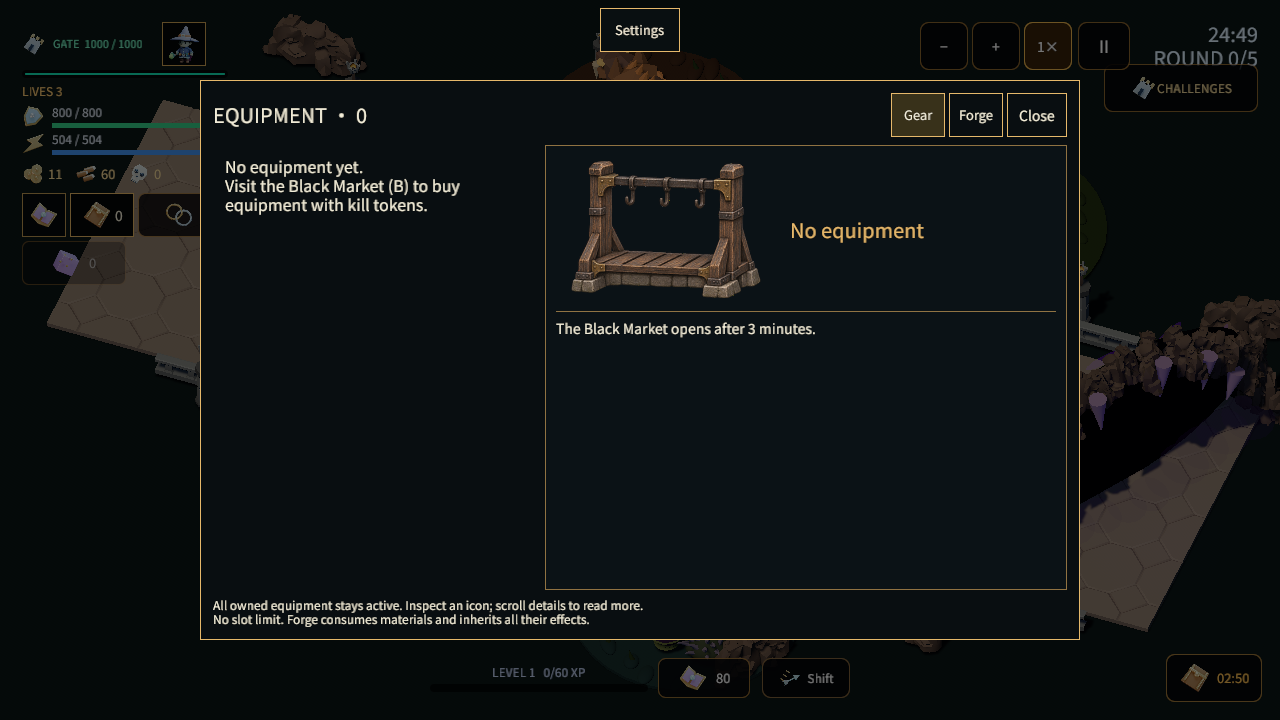 Settings
GATE 1000 / 1000
24:49
ROUND 0/5
- + 1× II
CHALLENGES
LIVES 3
800 / 800
504 / 504
11 60 0
0
0
EQUIPMENT • 0
Gear Forge Close
No equipment yet.
Visit the Black Market (B) to buy
equipment with kill tokens.
No equipment
The Black Market opens after 3 minutes.
All owned equipment stays active. Inspect an icon; scroll details to read more.
No slot limit. Forge consumes materials and inherits all their effects.
LEVEL 1 0/60 XP
80
Shift
02:50